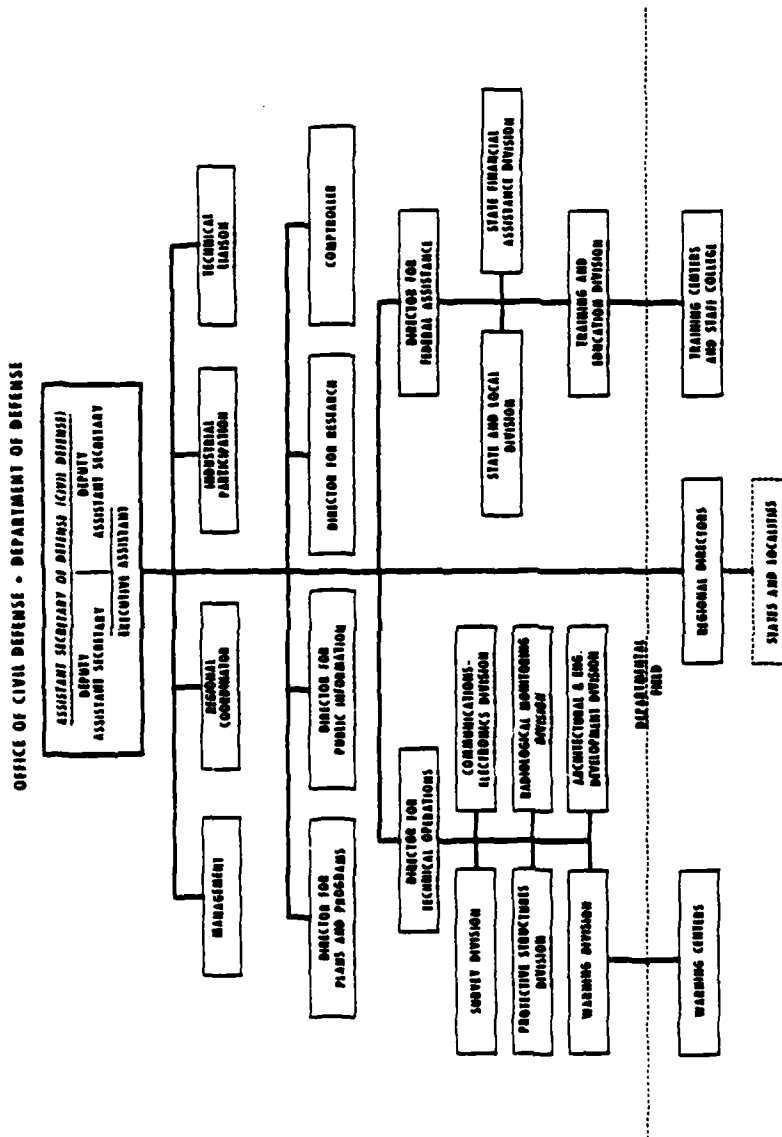 OFFICE OF CIVIL DEFENSE - DEPARTMENT OF DEFENSE
ASSISTANT SECRETARY OF DEFENSE (CIVIL DEFENSE)
DEPUTY
ASSISTANT SECRETARY
DEPUTY
ASSISTANT SECRETARY
EXECUTIVE ASSISTANT
MANAGEMENT
REGIONAL
COORDINATOR
INDUSTRIAL
PARTICIPATION
TECHNICAL
LIAISON
DIRECTOR FOR
PLANS AND PROGRAMS
DIRECTOR FOR
PUBLIC INFORMATION
DIRECTOR FOR RESEARCH
COMPTROLLER
DIRECTOR FOR
TECHNICAL OPERATIONS
DIRECTOR FOR
FEDERAL ASSISTANCE
SURVEY DIVISION
COMMUNICATIONS-
ELECTRONICS DIVISION
STATE AND LOCAL
DIVISION
STATE FINANCIAL
ASSISTANCE DIVISION
PROTECTIVE STRUCTURES
DIVISION
RADIOLOGICAL MONITORING
DIVISION
WARNING DIVISION
ARCHITECTURAL & ENG.
DEVELOPMENT DIVISION
TRAINING AND
EDUCATION DIVISION
DEPARTMENTAL
FIELD
WARNING CENTERS
REGIONAL DIRECTORS
TRAINING CENTERS
AND STAFF COLLEGE
STATES AND LOCALITIES